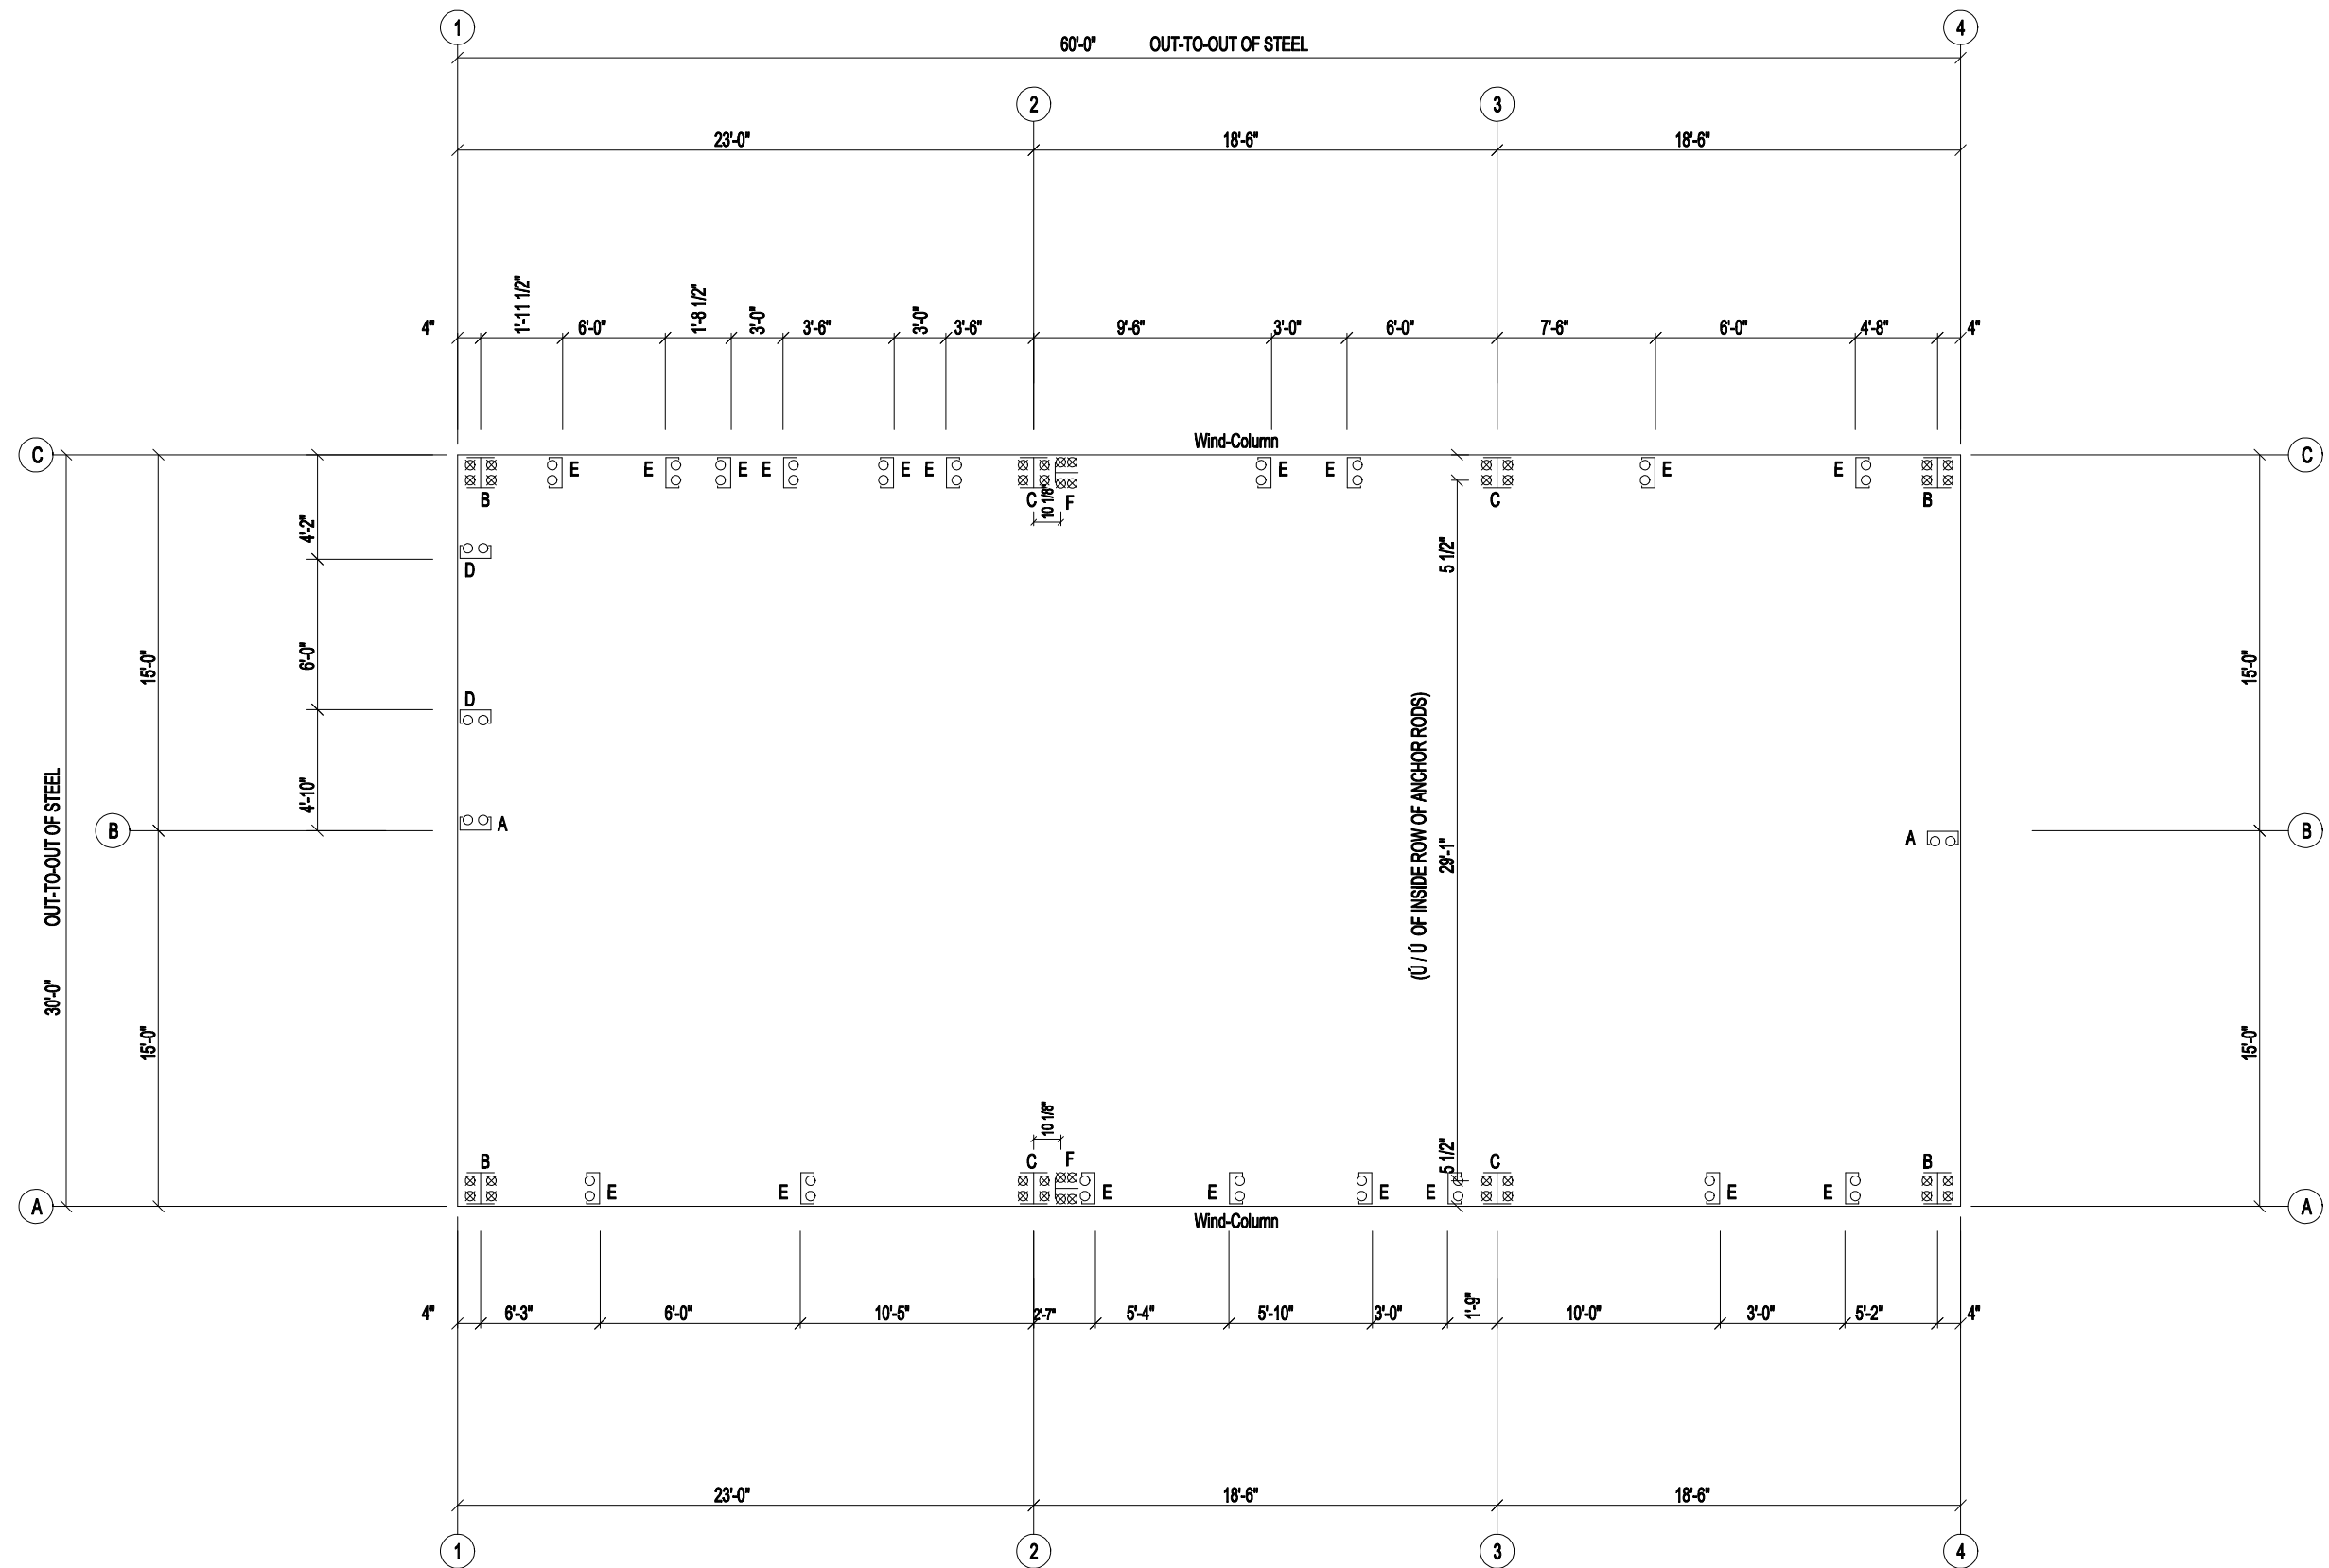 1
4
60'-0" OUT-TO-OUT OF STEEL
2
3
23'-0"
18'-6"
18'-6"
4"
1'-11 1/2"
6'-0"
1'-8 1/2"
3'-0"
3'-6"
3'-0"
3'-6"
9'-6"
3'-0"
6'-0"
7'-6"
6'-0"
4'-8"
4"
Wind-Column
C
C
E
E
E
E
E
E
E
E
E
E
B
C
10 1/8"
F
C
B
4'-2"
D
5 1/2"
15'-0"
6'-0"
15'-0"
D
4'-10"
A
B
B
A
30'-0" OUT-TO-OUT OF STEEL
(Ú / Ú OF INSIDE ROW OF ANCHOR RODS)
29'-1"
15'-0"
15'-0"
10 1/8"
5 1/2"
B
C
F
C
B
E
E
E
E
E
E
E
E
A
A
Wind-Column
4"
6'-3"
6'-0"
10'-5"
2'-7"
5'-4"
5'-10"
3'-0"
1'-9"
10'-0"
3'-0"
5'-2"
4"
23'-0"
18'-6"
18'-6"
1
2
3
4